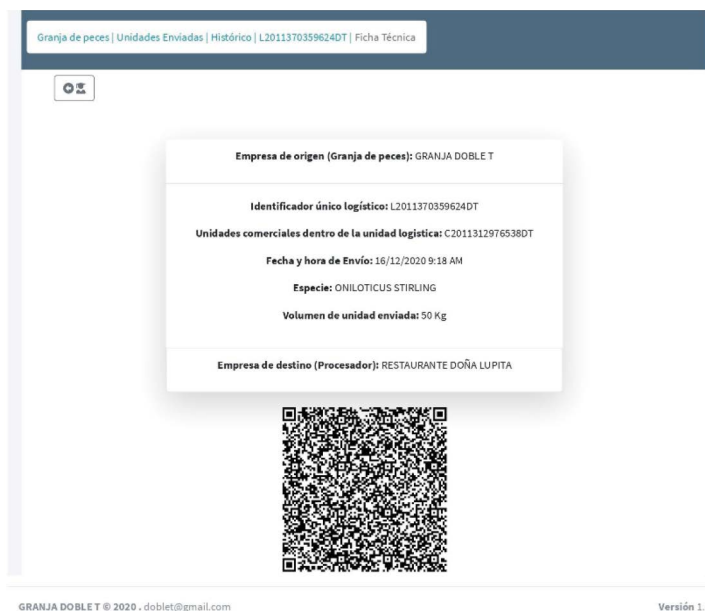 Granja de peces | Unidades Enviadas | Histórico | L2011370359624DT | Ficha Técnica
Empresa de origen (Granja de peces): GRANJA DOBLE T
Identificador único logístico: L2011370359624DT
Unidades comerciales dentro de la unidad logistica: C2011312976538DT
Fecha y hora de Envío: 16/12/2020 9:18 AM
Especie: ONILOTICUS STIRLING
Volumen de unidad enviada: 50 Kg
Empresa de destino (Procesador): RESTAURANTE DOÑA LUPITA
GRANJA DOBLE T © 2020 . doblet@gmail.com
Versión 1.